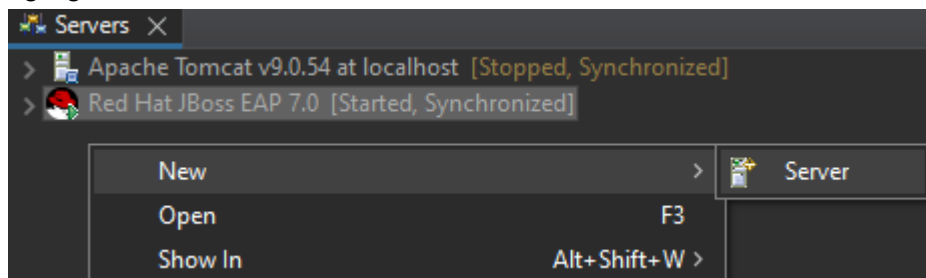 Servers
Apache Tomcat v9.0.54 at localhost [Stopped, Synchronized]
Red Hat JBoss EAP 7.0 [Started, Synchronized]
New > Server
Open F3
Show In Alt+Shift+W >